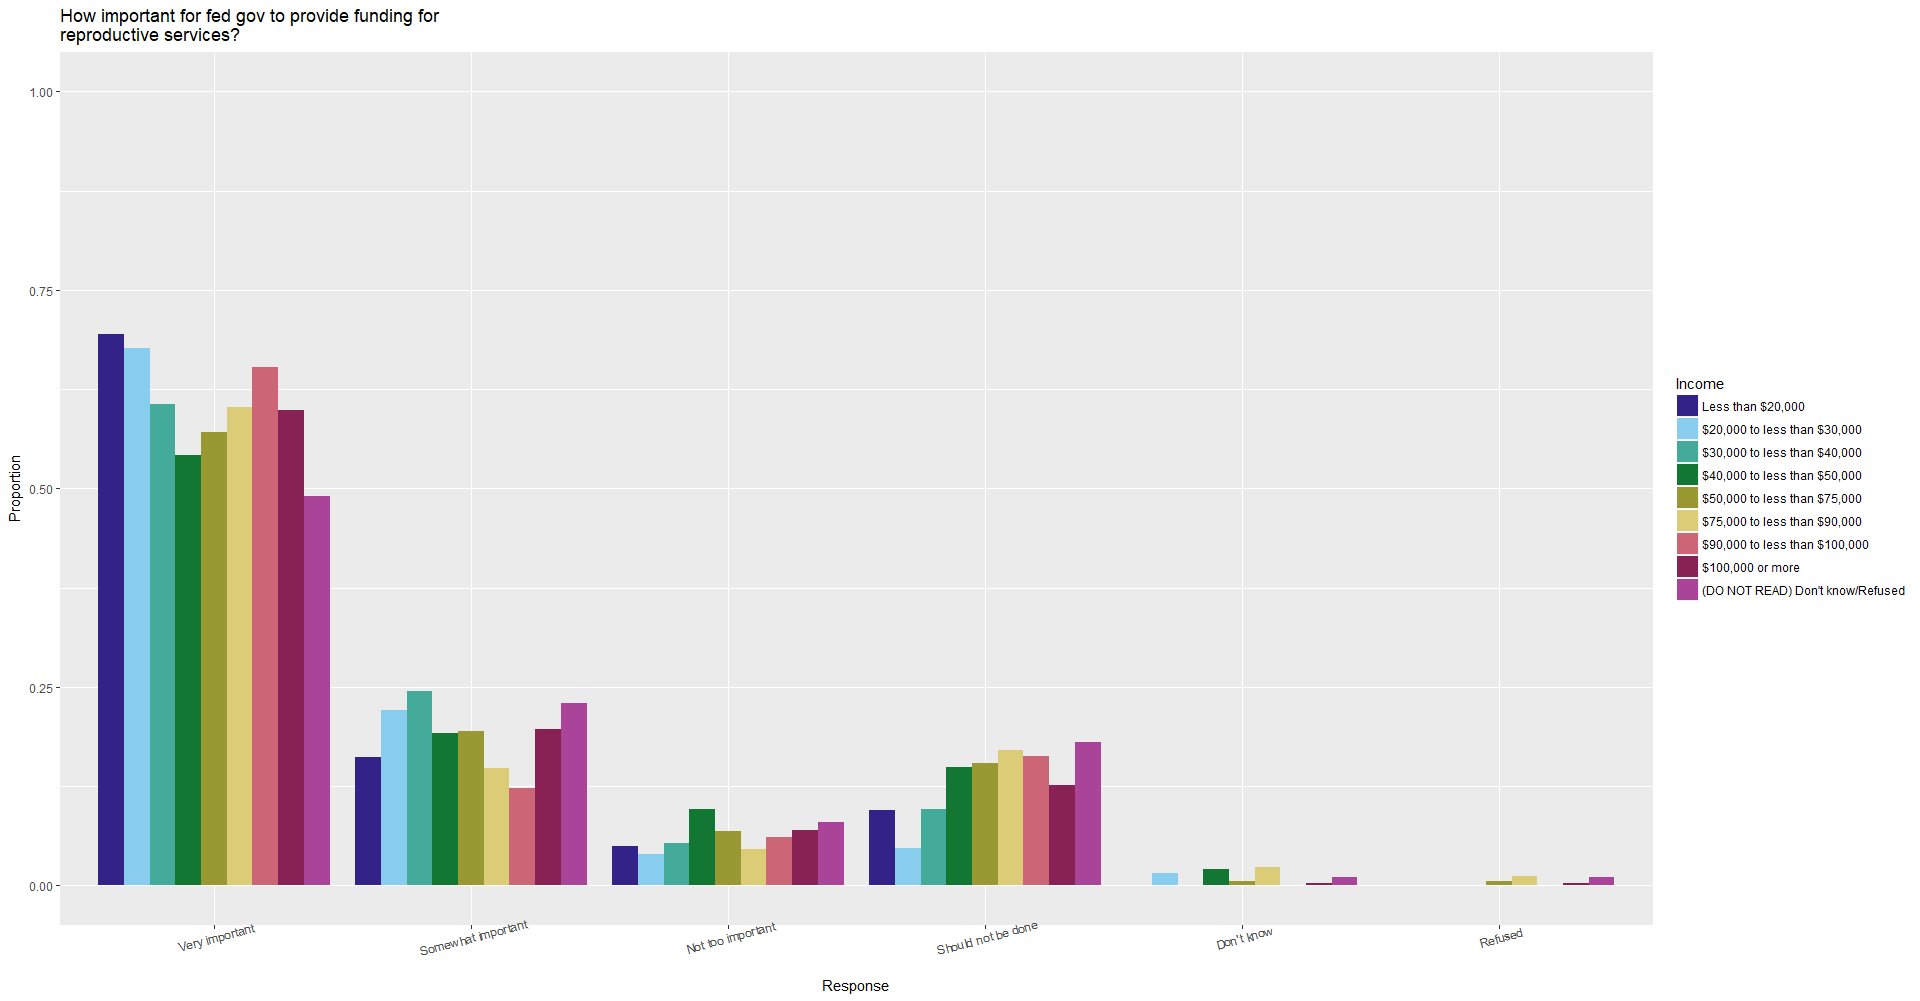 How important for fed gov to provide funding for
reproductive services?
1.00
0.75
0.50
0.25
0.00
Proportion
Very important
Somewhat important
Not too important
Should not be done
Don't know
Refused
Response
Income
Less than $20,000
$20,000 to less than $30,000
$30,000 to less than $40,000
$40,000 to less than $50,000
$50,000 to less than $75,000
$75,000 to less than $90,000
$90,000 to less than $100,000
$100,000 or more
(DO NOT READ) Don't know/Refused